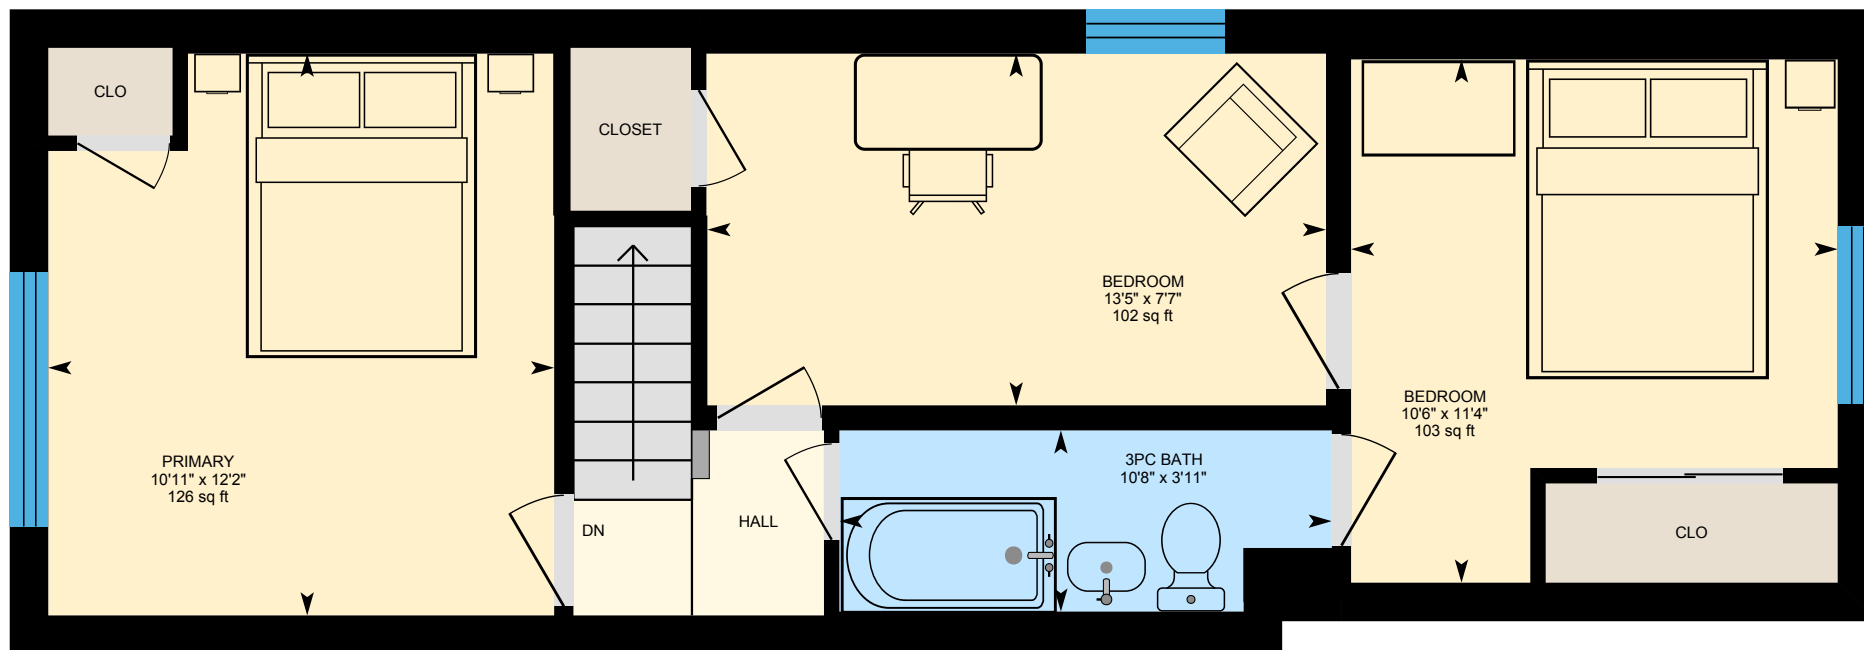 CLO
CLOSET
BEDROOM
13'5" x 7'7"
102 sq ft
BEDROOM
10'6" x 11'4"
103 sq ft
PRIMARY
10'11" x 12'2"
126 sq ft
3PC BATH
10'8" x 3'11"
DN
HALL
CLO